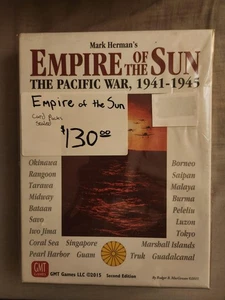 Mark Herman's
EMPIRE OF THE SUN
THE PACIFIC WAR, 1941-1945
Empire of the Sun
Card Packs
Sealed
$130.00
Okinawa
Rangoon
Tarawa
Midway
Bataan
Savo
Iwo Jima
Coral Sea
Singapore
Pearl Harbor
Guam
Truk
Borneo
Saipan
Malaya
Burma
Peleliu
Luzon
Tokyo
Marshall Islands
Guadalcanal
GMT
GMT Games LLC ©2015 Second Edition